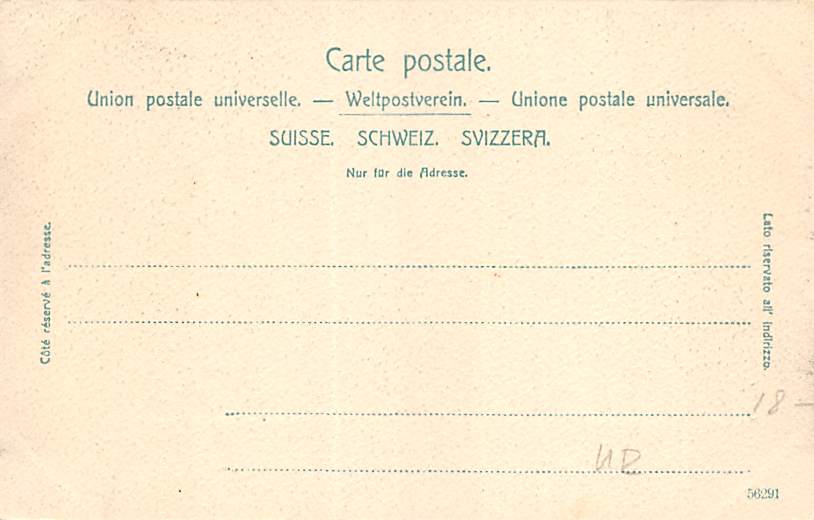 Carte postale.
Union postale universelle. — Weltpostverein. — Unione postale universale.
SUISSE. SCHWEIZ. SVIZZERA.
Nur für die Adresse.
Côté réservé à l'adresse.
Lato riservato all' indirizzo.
18 –
56291